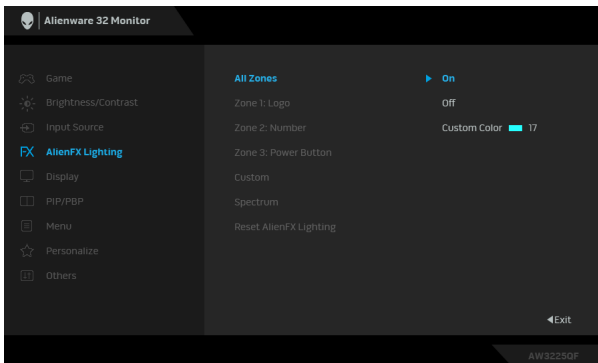 Alienware 32 Monitor
Game
Brightness/Contrast
Input Source
AlienFX Lighting
Display
PIP/PBP
Menu
Personalize
Others
All Zones
Zone 1: Logo
Zone 2: Number
Zone 3: Power Button
Custom
Spectrum
Reset AlienFX Lighting
On
Off
Custom Color 17
Exit
AW3225QF